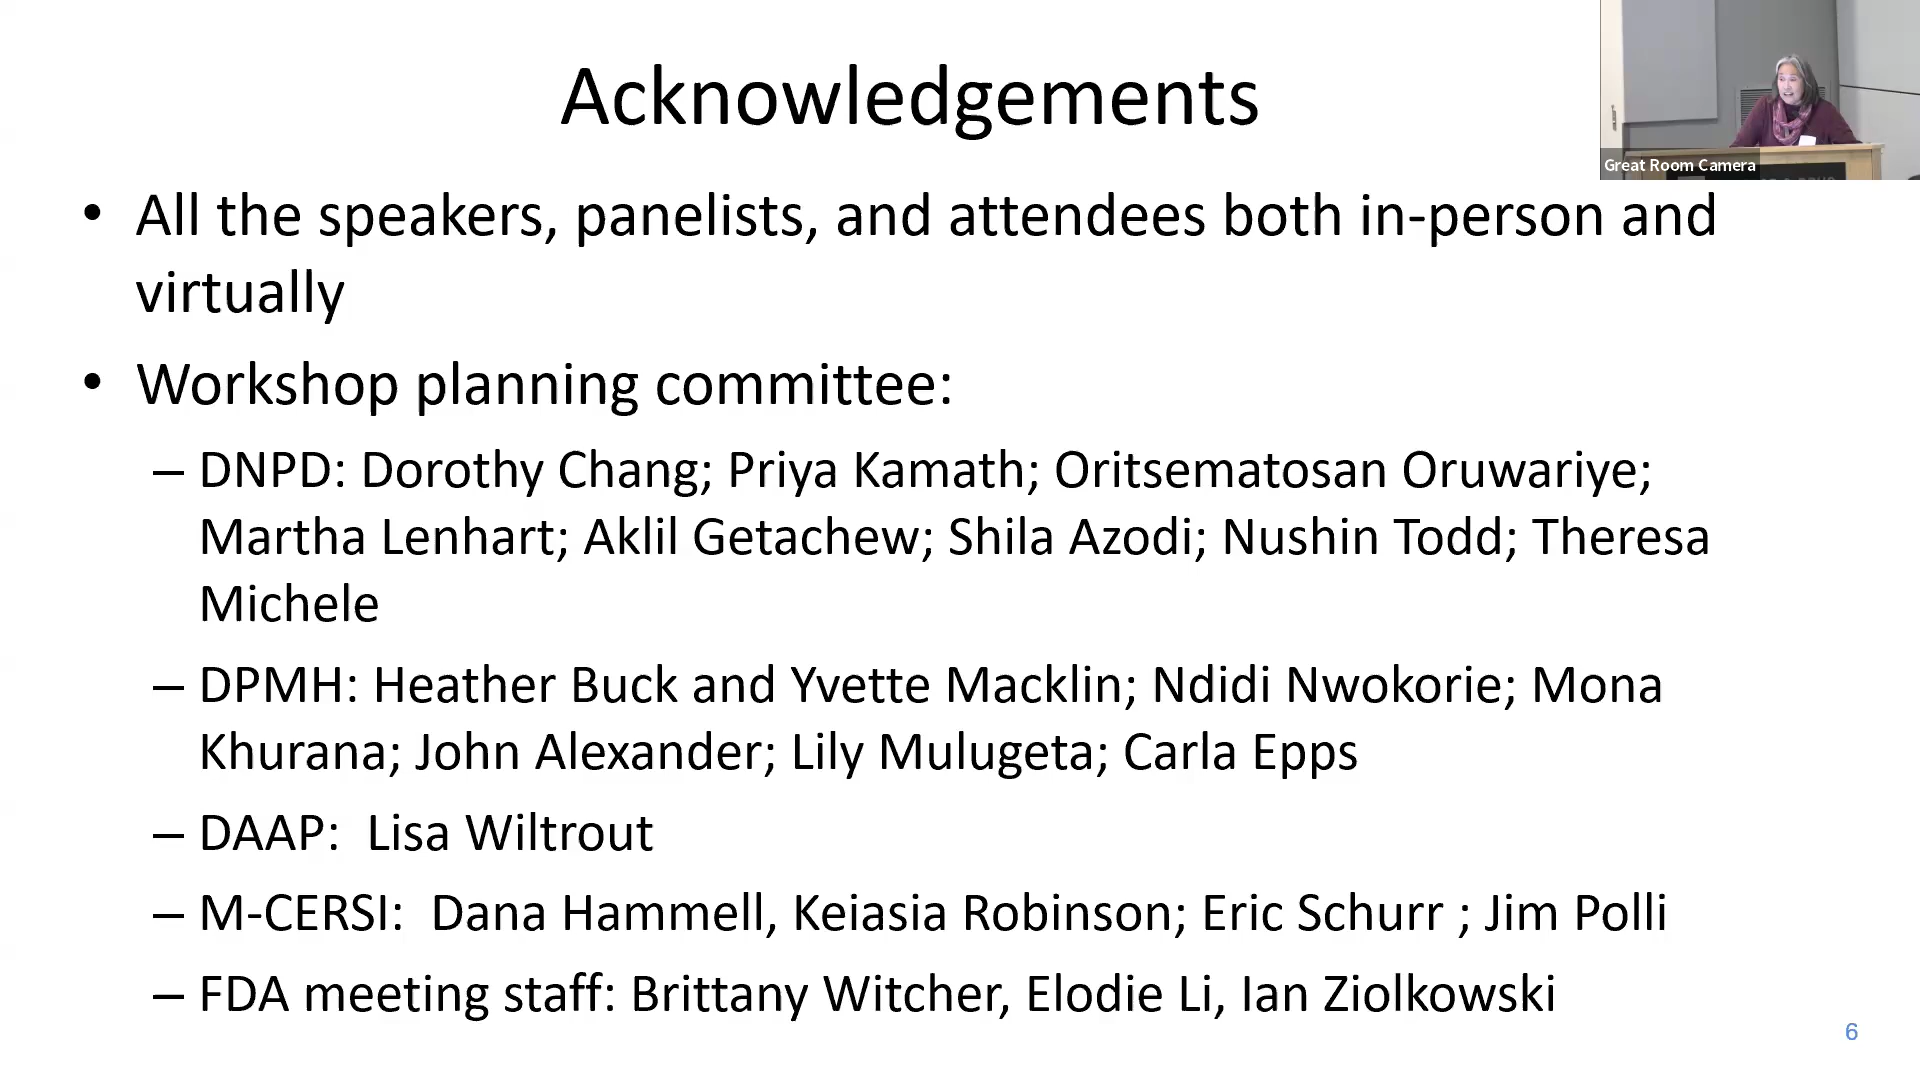 Acknowledgements
Great Room Camera
• All the speakers, panelists, and attendees both in-person and
virtually
• Workshop planning committee:
– DNPD: Dorothy Chang; Priya Kamath; Oritsematosan Oruwariye;
Martha Lenhart; Aklil Getachew; Shila Azodi; Nushin Todd; Theresa
Michele
– DPMH: Heather Buck and Yvette Macklin; Ndidi Nwokorie; Mona
Khurana; John Alexander; Lily Mulugeta; Carla Epps
– DAAP:  Lisa Wiltrout
– M-CERSI:  Dana Hammell, Keiasia Robinson; Eric Schurr ; Jim Polli
– FDA meeting staff: Brittany Witcher, Elodie Li, Ian Ziolkowski
6